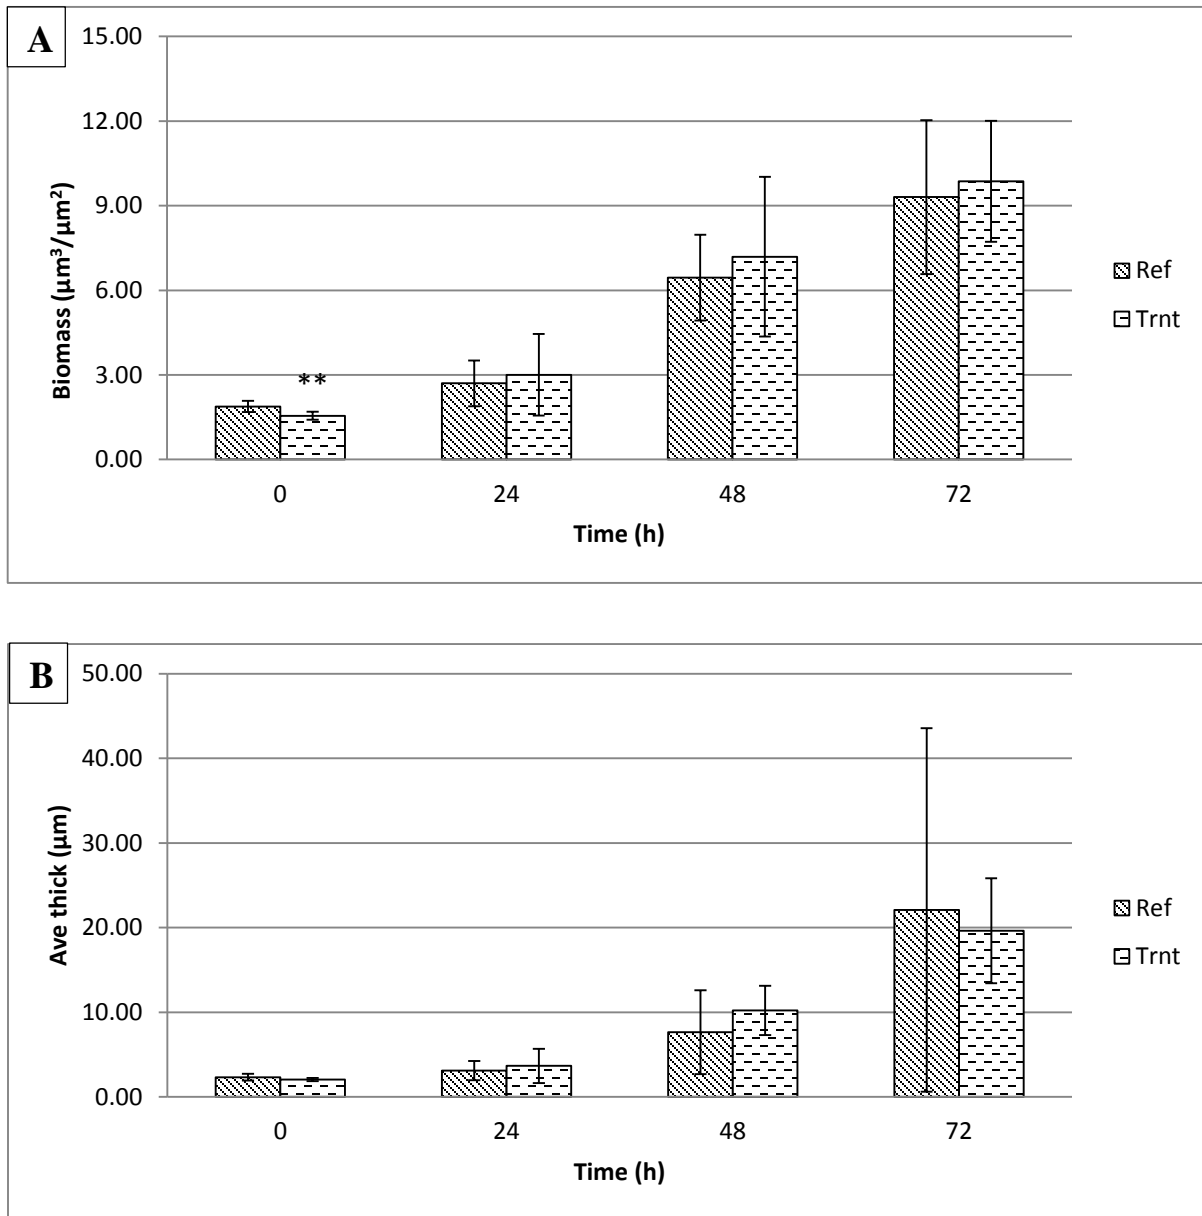 A
15.00
12.00
9.00
6.00
3.00
0.00
Biomass (µm³/µm²)
**
0 24 48 72
Time (h)
Ref
Trnt
B
50.00
40.00
30.00
20.00
10.00
0.00
Ave thick (µm)
0 24 48 72
Time (h)
Ref
Trnt